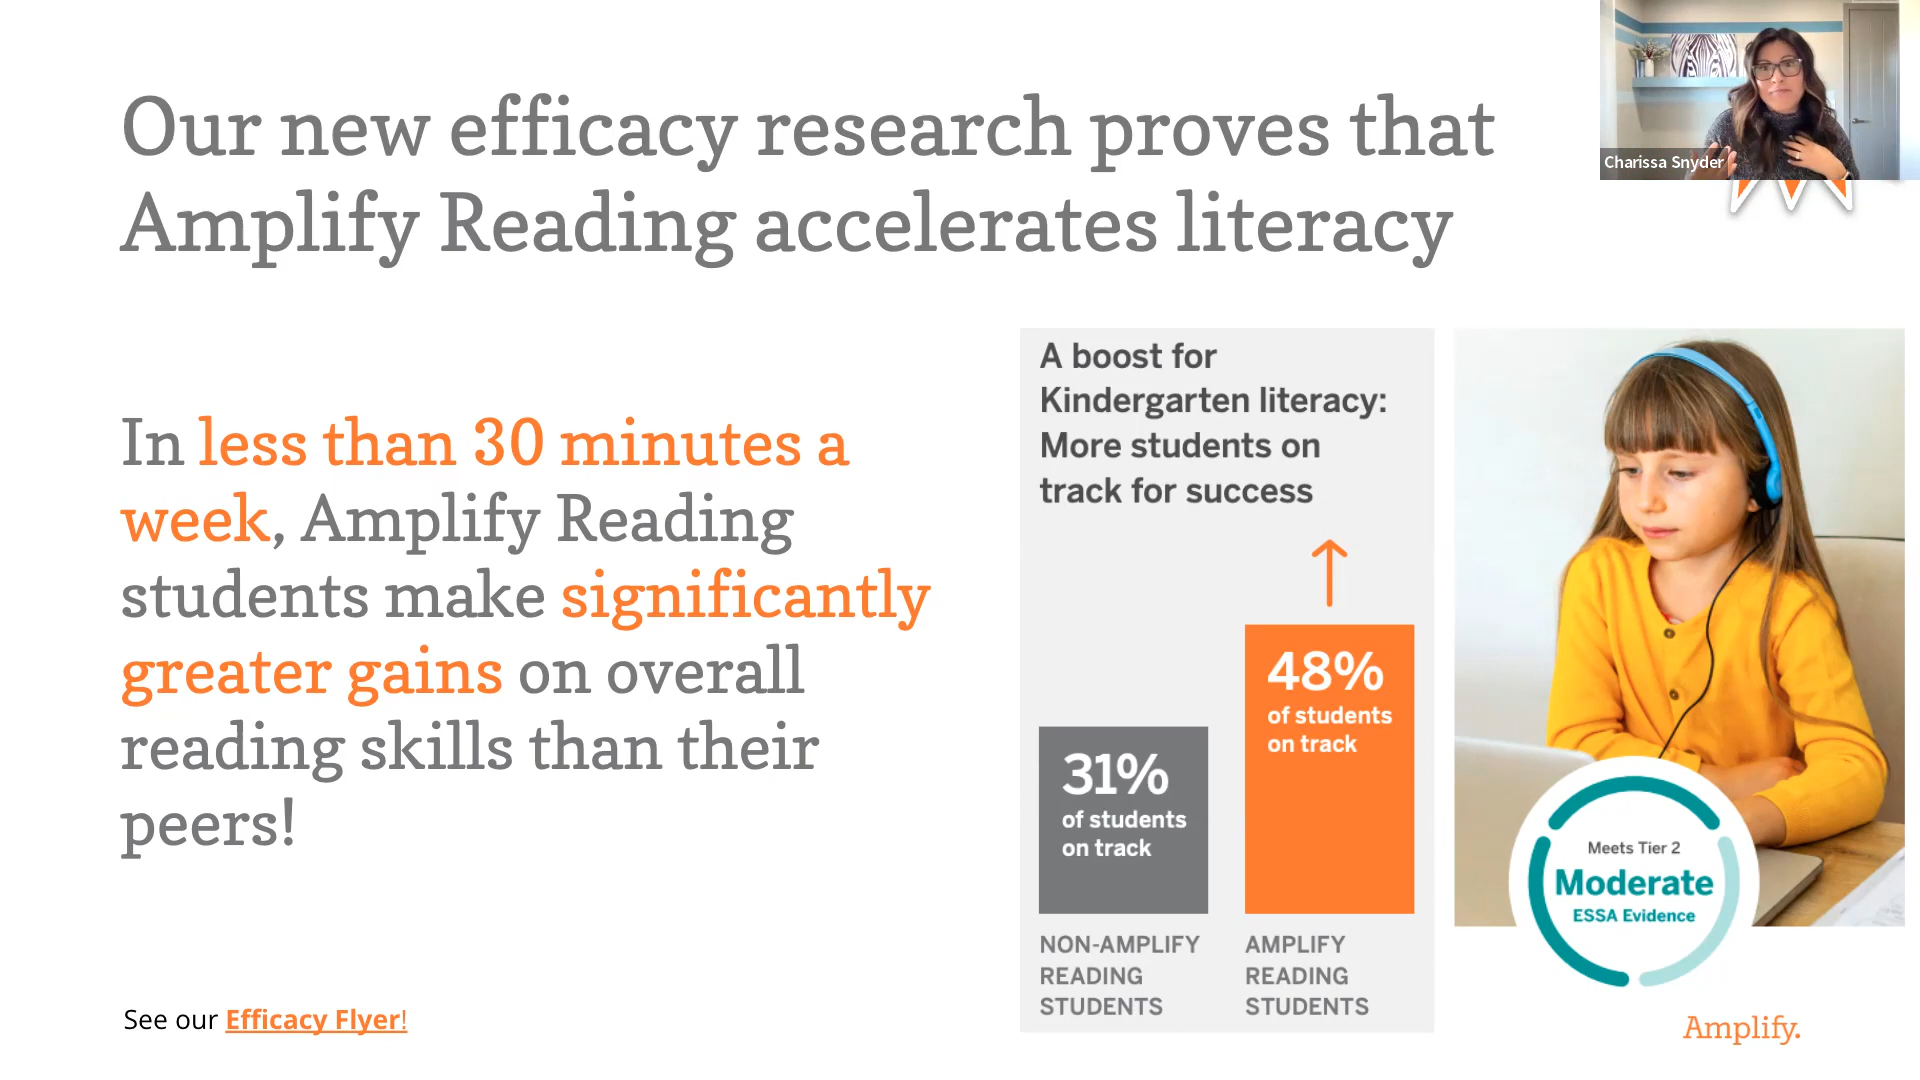 Our new efficacy research proves that
Amplify Reading accelerates literacy
Charissa Snyder
In less than 30 minutes a
week, Amplify Reading
students make significantly
greater gains on overall
reading skills than their
peers!
A boost for
Kindergarten literacy:
More students on
track for success
31%
of students
on track
48%
of students
on track
NON-AMPLIFY
READING
STUDENTS
AMPLIFY
READING
STUDENTS
Meets Tier 2
Moderate
ESSA Evidence
See our Efficacy Flyer!
Amplify.